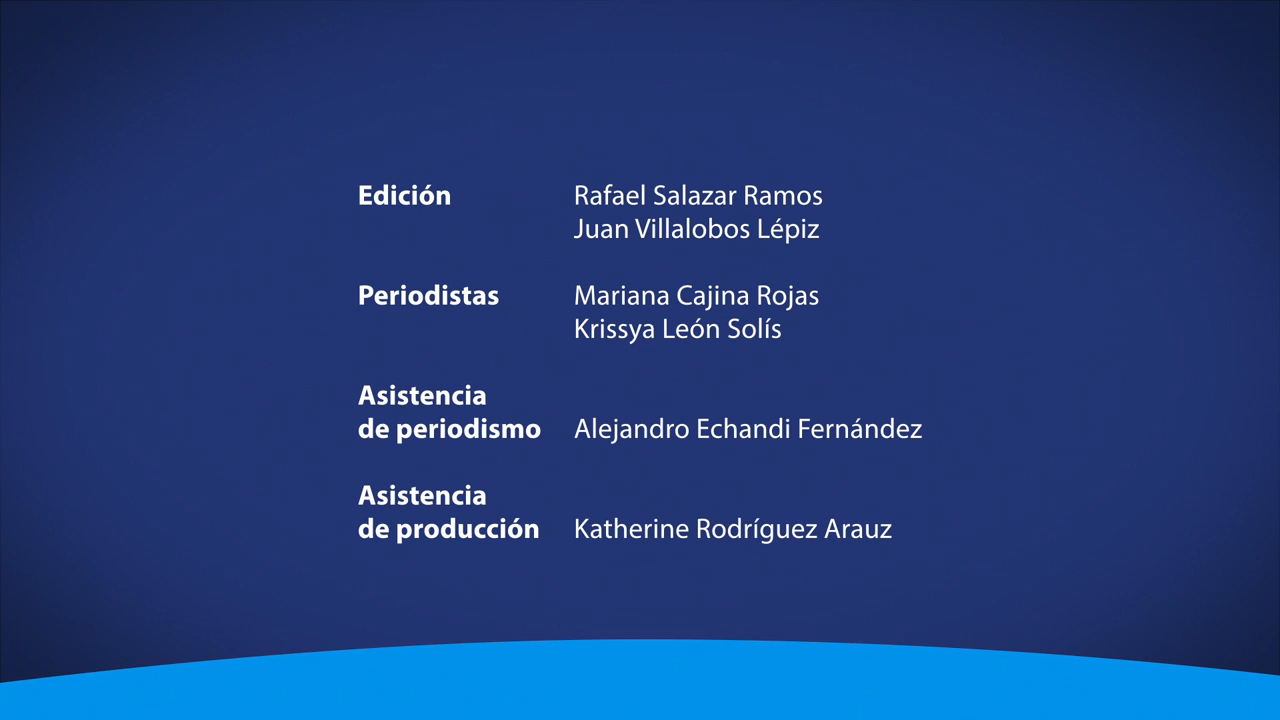 Edición Rafael Salazar Ramos
Juan Villalobos Lépiz
Periodistas Mariana Cajina Rojas
Krissya León Solís
Asistencia
de periodismo Alejandro Echandi Fernández
Asistencia
de producción Katherine Rodríguez Arauz